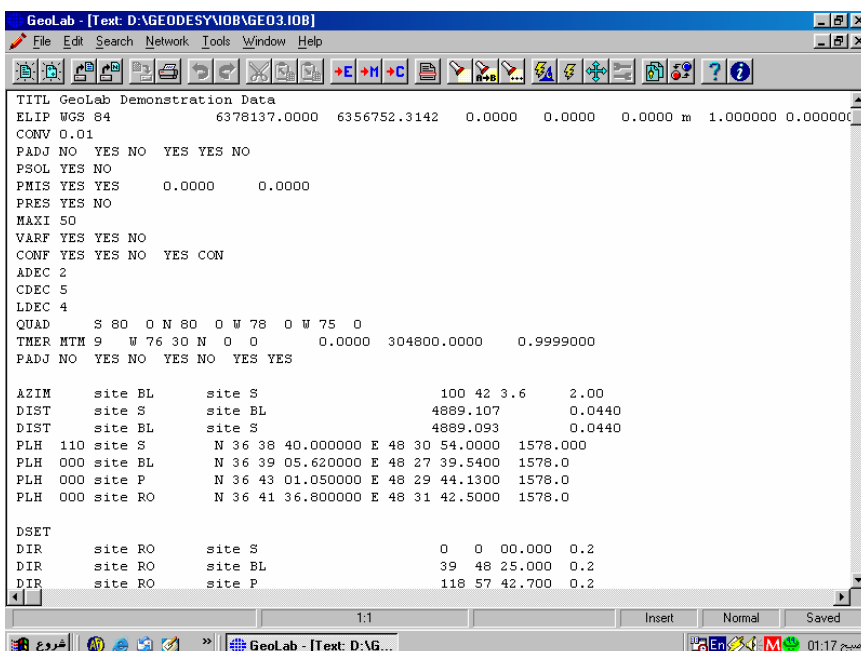 GeoLab - [Text: D:\GEODESY\IOB\GEO3.IOB]
File Edit Search Network Tools Window Help
E M C A→B ?
TITL GeoLab Demonstration Data
ELIP WGS 84 6378137.0000 6356752.3142 0.0000 0.0000 0.0000 m 1.000000 0.000000
CONV 0.01
PADJ NO YES NO YES YES NO
PSOL YES NO
PMIS YES YES 0.0000 0.0000
PRES YES NO
MAXI 50
VARF YES YES NO
CONF YES YES NO YES CON
ADEC 2
CDEC 5
LDEC 4
QUAD S 80 0 N 80 0 W 78 0 W 75 0
TMER MTM 9 W 76 30 N 0 0 0.0000 304800.0000 0.9999000
PADJ NO YES NO YES NO YES YES
AZIM site BL site S 100 42 3.6 2.00
DIST site S site BL 4889.107 0.0440
DIST site BL site S 4889.093 0.0440
PLH 110 site S N 36 38 40.000000 E 48 30 54.0000 1578.000
PLH 000 site BL N 36 39 05.620000 E 48 27 39.5400 1578.0
PLH 000 site P N 36 43 01.050000 E 48 29 44.1300 1578.0
PLH 000 site RO N 36 41 36.800000 E 48 31 42.5000 1578.0
DSET
DIR site RO site S 0 0 00.000 0.2
DIR site RO site BL 39 48 25.000 0.2
DIR site RO site P 118 57 42.700 0.2
1:1 Insert Normal Saved
» GeoLab - [Text: D:\G... En M 01:17